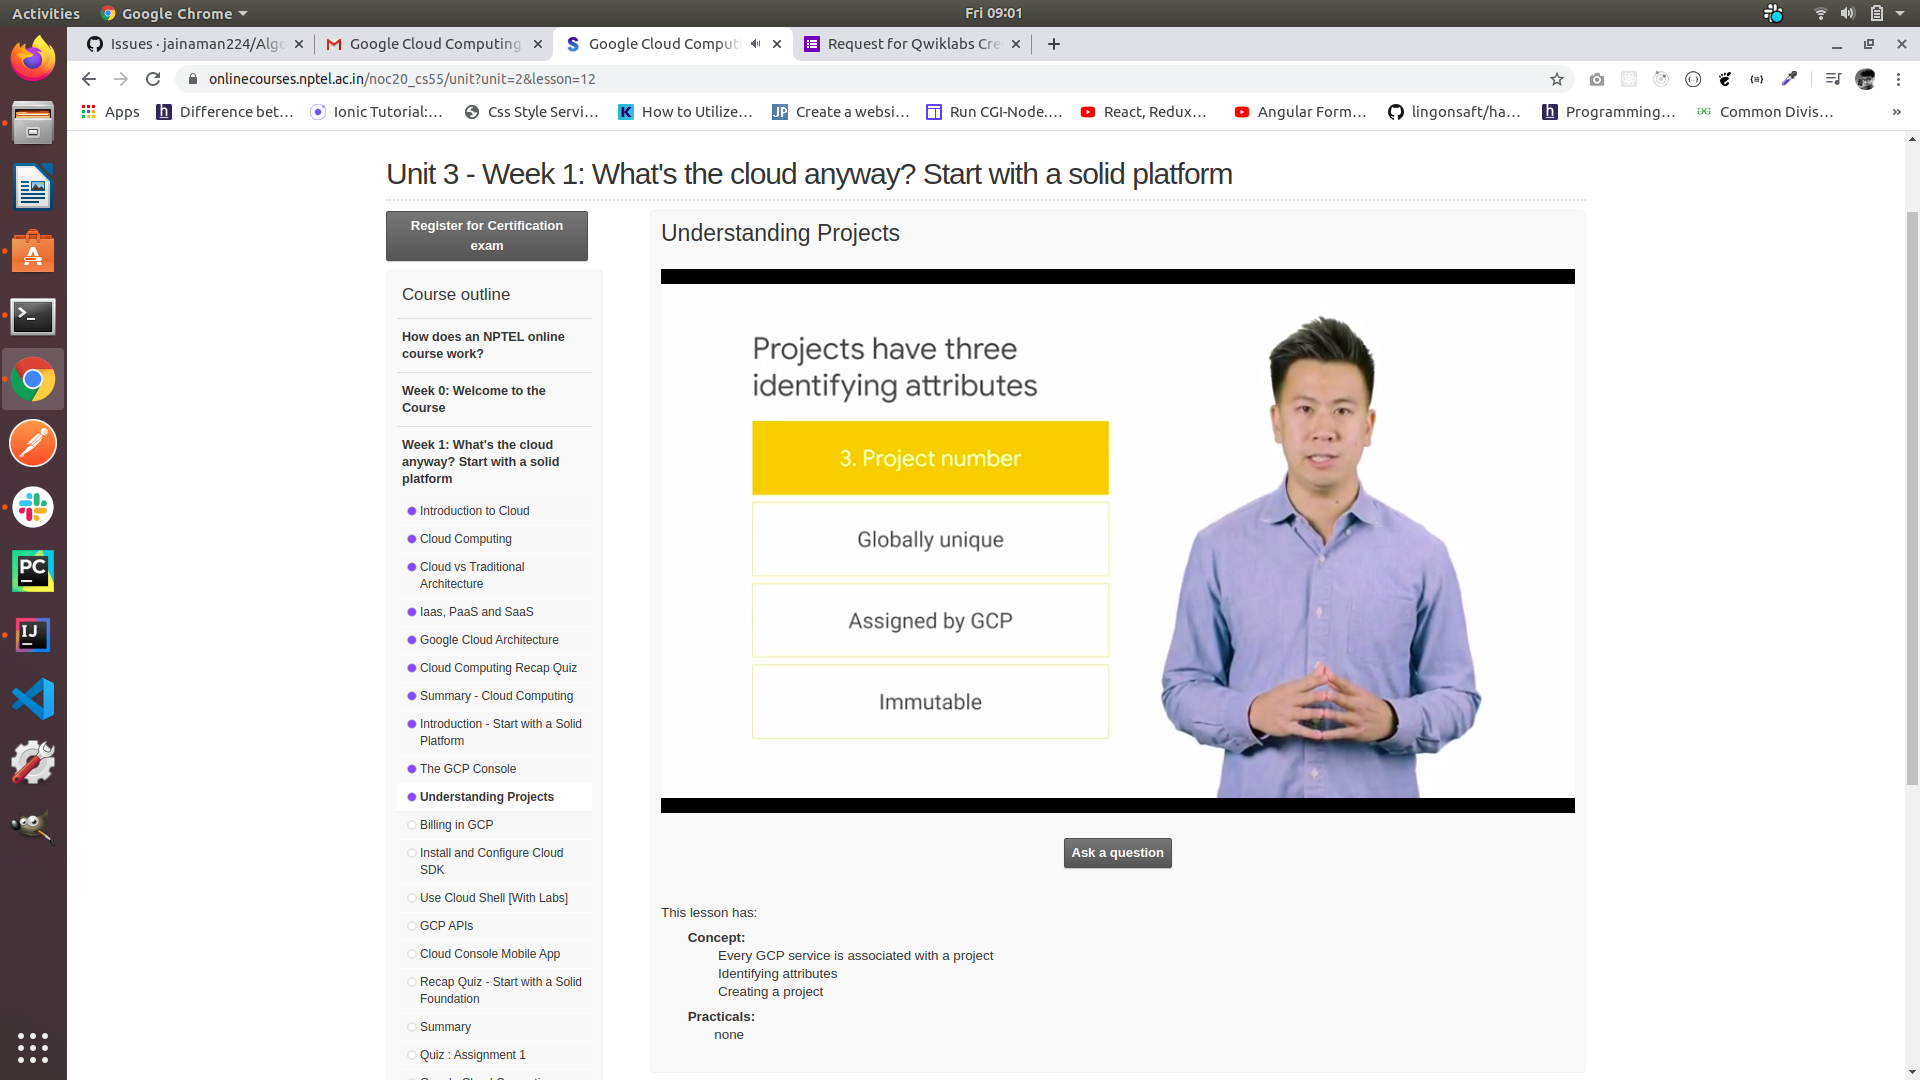 Activities
Google Chrome
Fri 09:01
Issues · jainaman224/Algo
Google Cloud Computing
Google Cloud Computi
Request for Qwiklabs Cre
onlinecourses.nptel.ac.in/noc20_cs55/unit?unit=2&lesson=12
Apps
Difference bet...
Ionic Tutorial:...
Css Style Servi...
How to Utilize...
Create a websi...
Run CGI-Node....
React, Redux...
Angular Form...
lingonsaft/ha...
Programming...
Common Divis...
»
Unit 3 - Week 1: What's the cloud anyway? Start with a solid platform
Register for Certification
exam
Course outline
How does an NPTEL online
course work?
Week 0: Welcome to the
Course
Week 1: What's the cloud
anyway? Start with a solid
platform
Introduction to Cloud
Cloud Computing
Cloud vs Traditional
Architecture
Iaas, PaaS and SaaS
Google Cloud Architecture
Cloud Computing Recap Quiz
Summary - Cloud Computing
Introduction - Start with a Solid
Platform
The GCP Console
Understanding Projects
Billing in GCP
Install and Configure Cloud
SDK
Use Cloud Shell [With Labs]
GCP APIs
Cloud Console Mobile App
Recap Quiz - Start with a Solid
Foundation
Summary
Quiz : Assignment 1
Understanding Projects
Projects have three
identifying attributes
3. Project number
Globally unique
Assigned by GCP
Immutable
Ask a question
This lesson has:
Concept:
Every GCP service is associated with a project
Identifying attributes
Creating a project
Practicals:
none